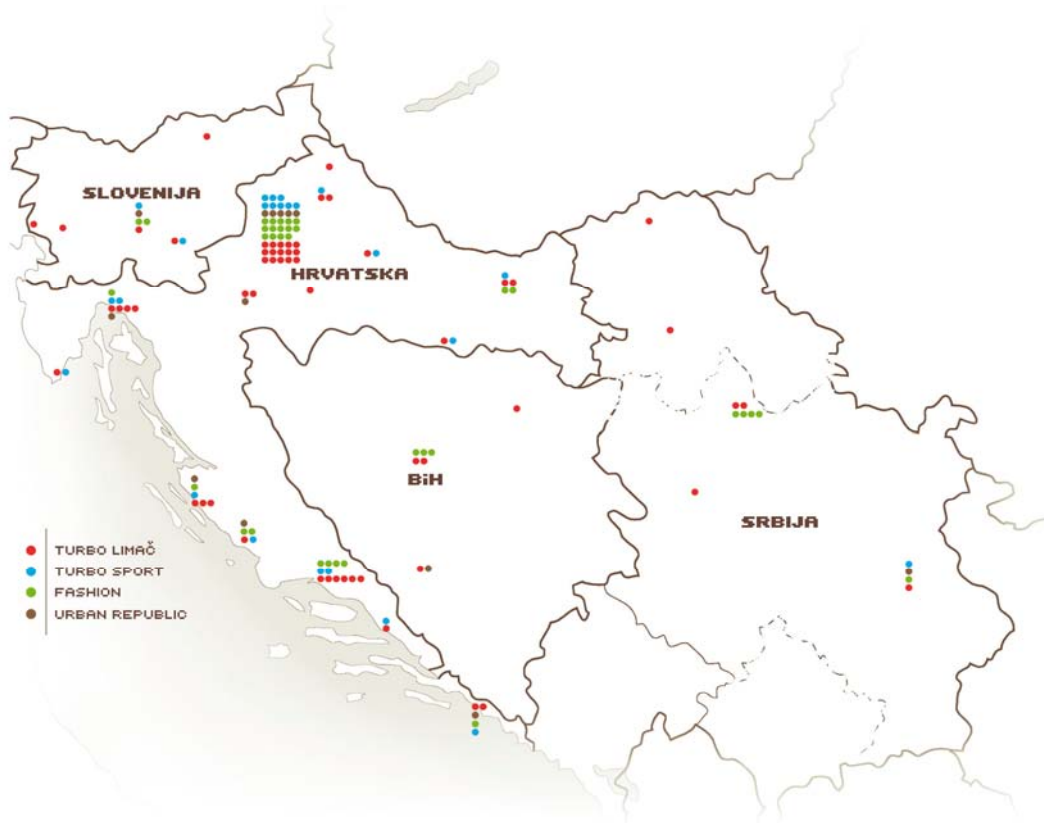 SLOVENIJA
HRVATSKA
BiH
SRBIJA
TURBO LIMAČ
TURBO SPORT
FASHION
URBAN REPUBLIC